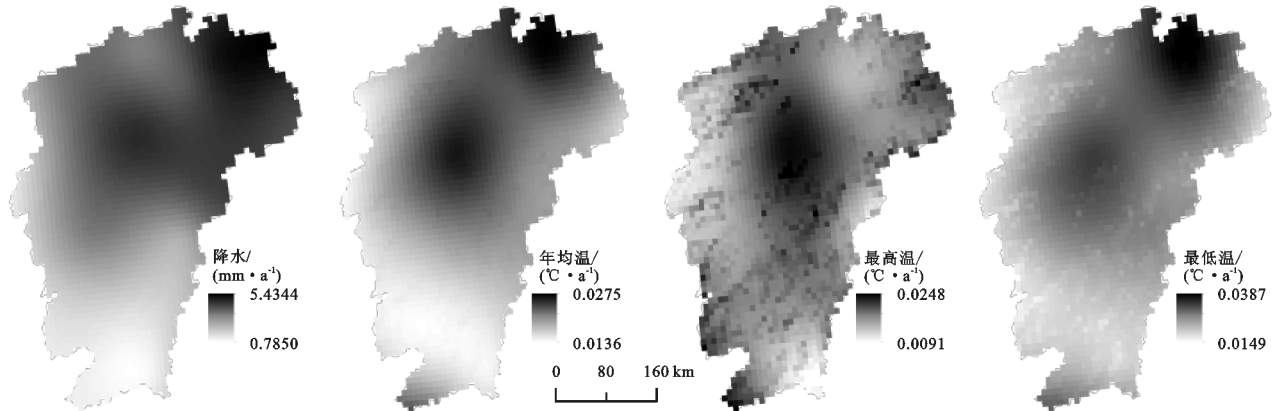 降水/
(mm·a⁻¹)
5.4344
0.7850
年均温/
(℃·a⁻¹)
0.0275
0.0136
0 80 160 km
最高温/
(℃·a⁻¹)
0.0248
0.0091
最低温/
(℃·a⁻¹)
0.0387
0.0149